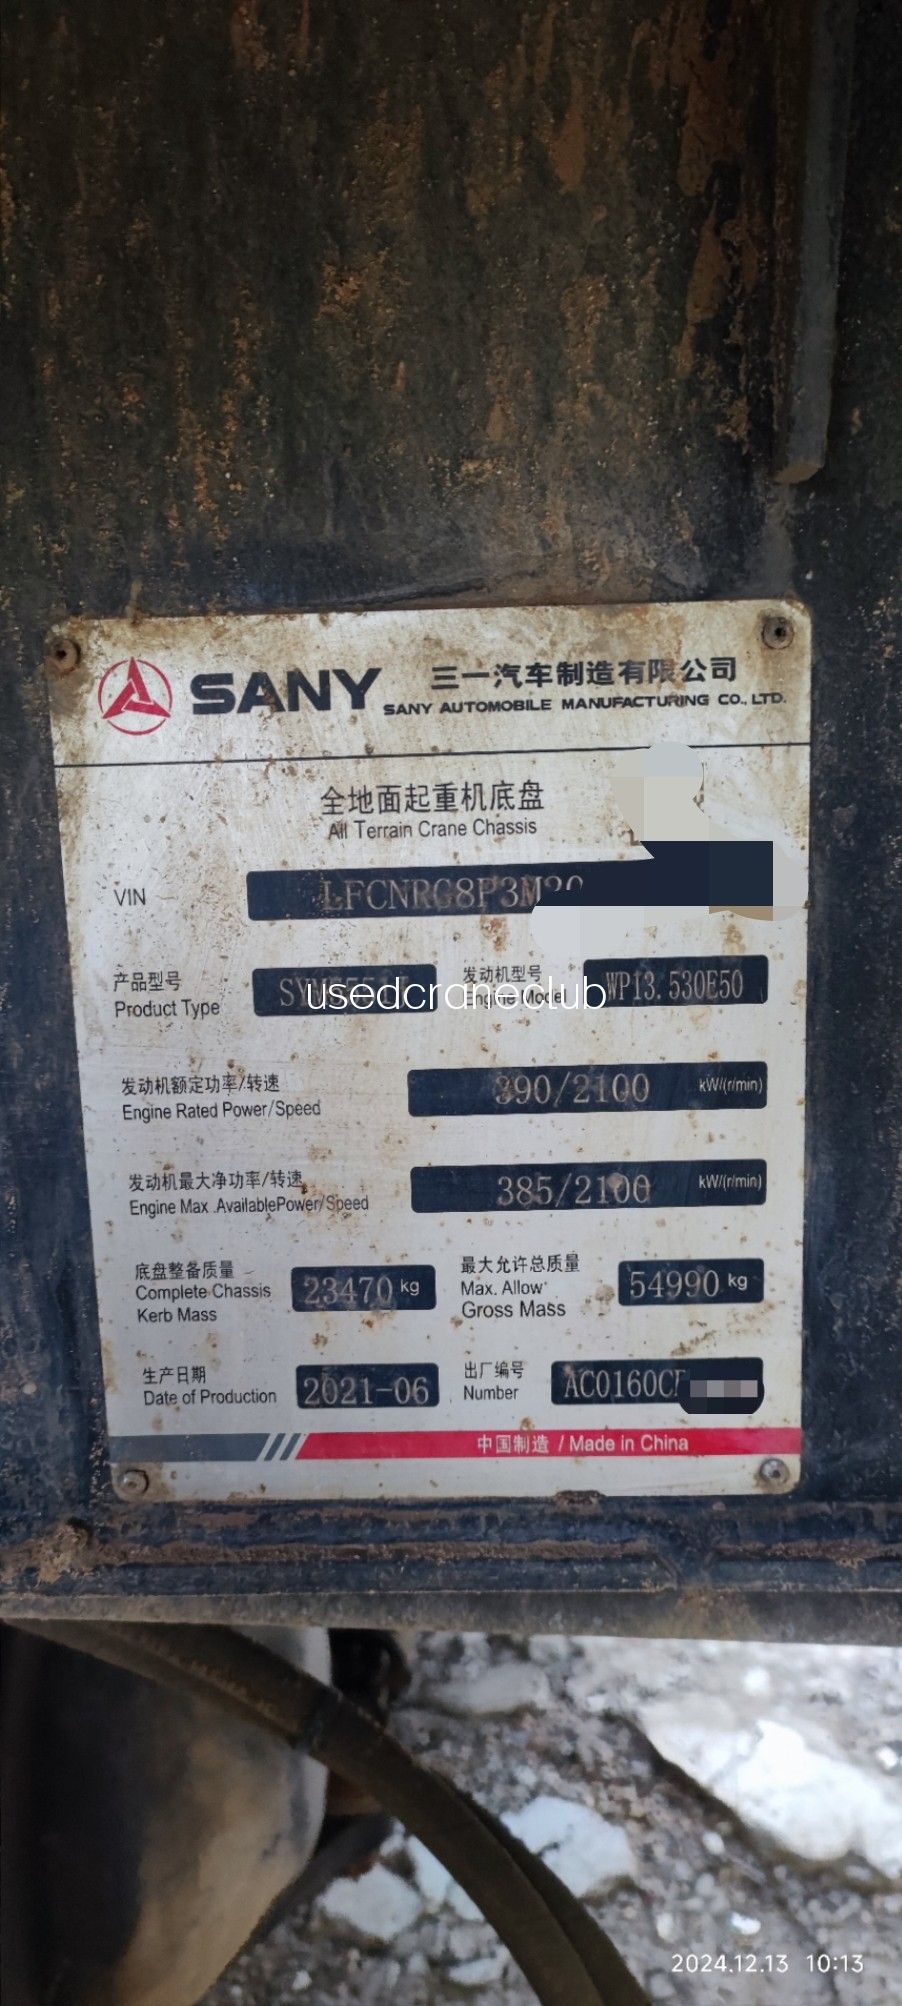 SANY 三一汽车制造有限公司
SANY AUTOMOBILE MANUFACTURING CO., LTD.
全地面起重机底盘
All Terrain Crane Chassis
VIN LFCNRG8P3M20
产品型号 发动机型号
Product Type Engine Model WP13.530E50
usedcraneclub
发动机额定功率/转速
Engine Rated Power/Speed 390/2100 kW/(r/min)
发动机最大净功率/转速
Engine Max .AvailablePower/Speed 385/2100 kW/(r/min)
底盘整备质量 最大允许总质量
Complete Chassis 23470 kg Max. Allow 54990 kg
Kerb Mass Gross Mass
生产日期 出厂编号
Date of Production 2021-06 Number AC0160C
中国制造 / Made in China
2024.12.13 10:13